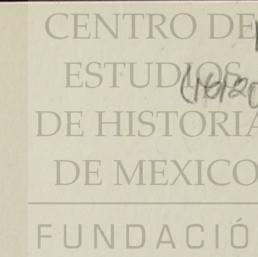 CENTRO DE
ESTUDIOS
DE HISTORIA
DE MEXICO
FUNDACIÓ